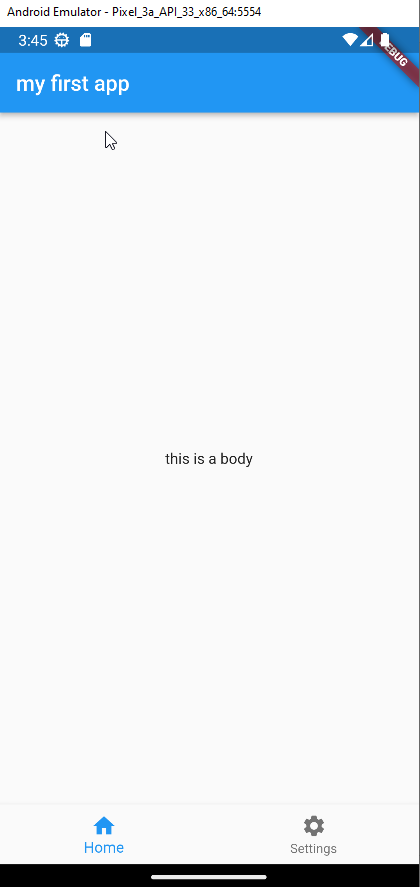 Android Emulator - Pixel_3a_API_33_x86_64:5554
3:45
DEBUG
my first app
this is a body
Home
Settings